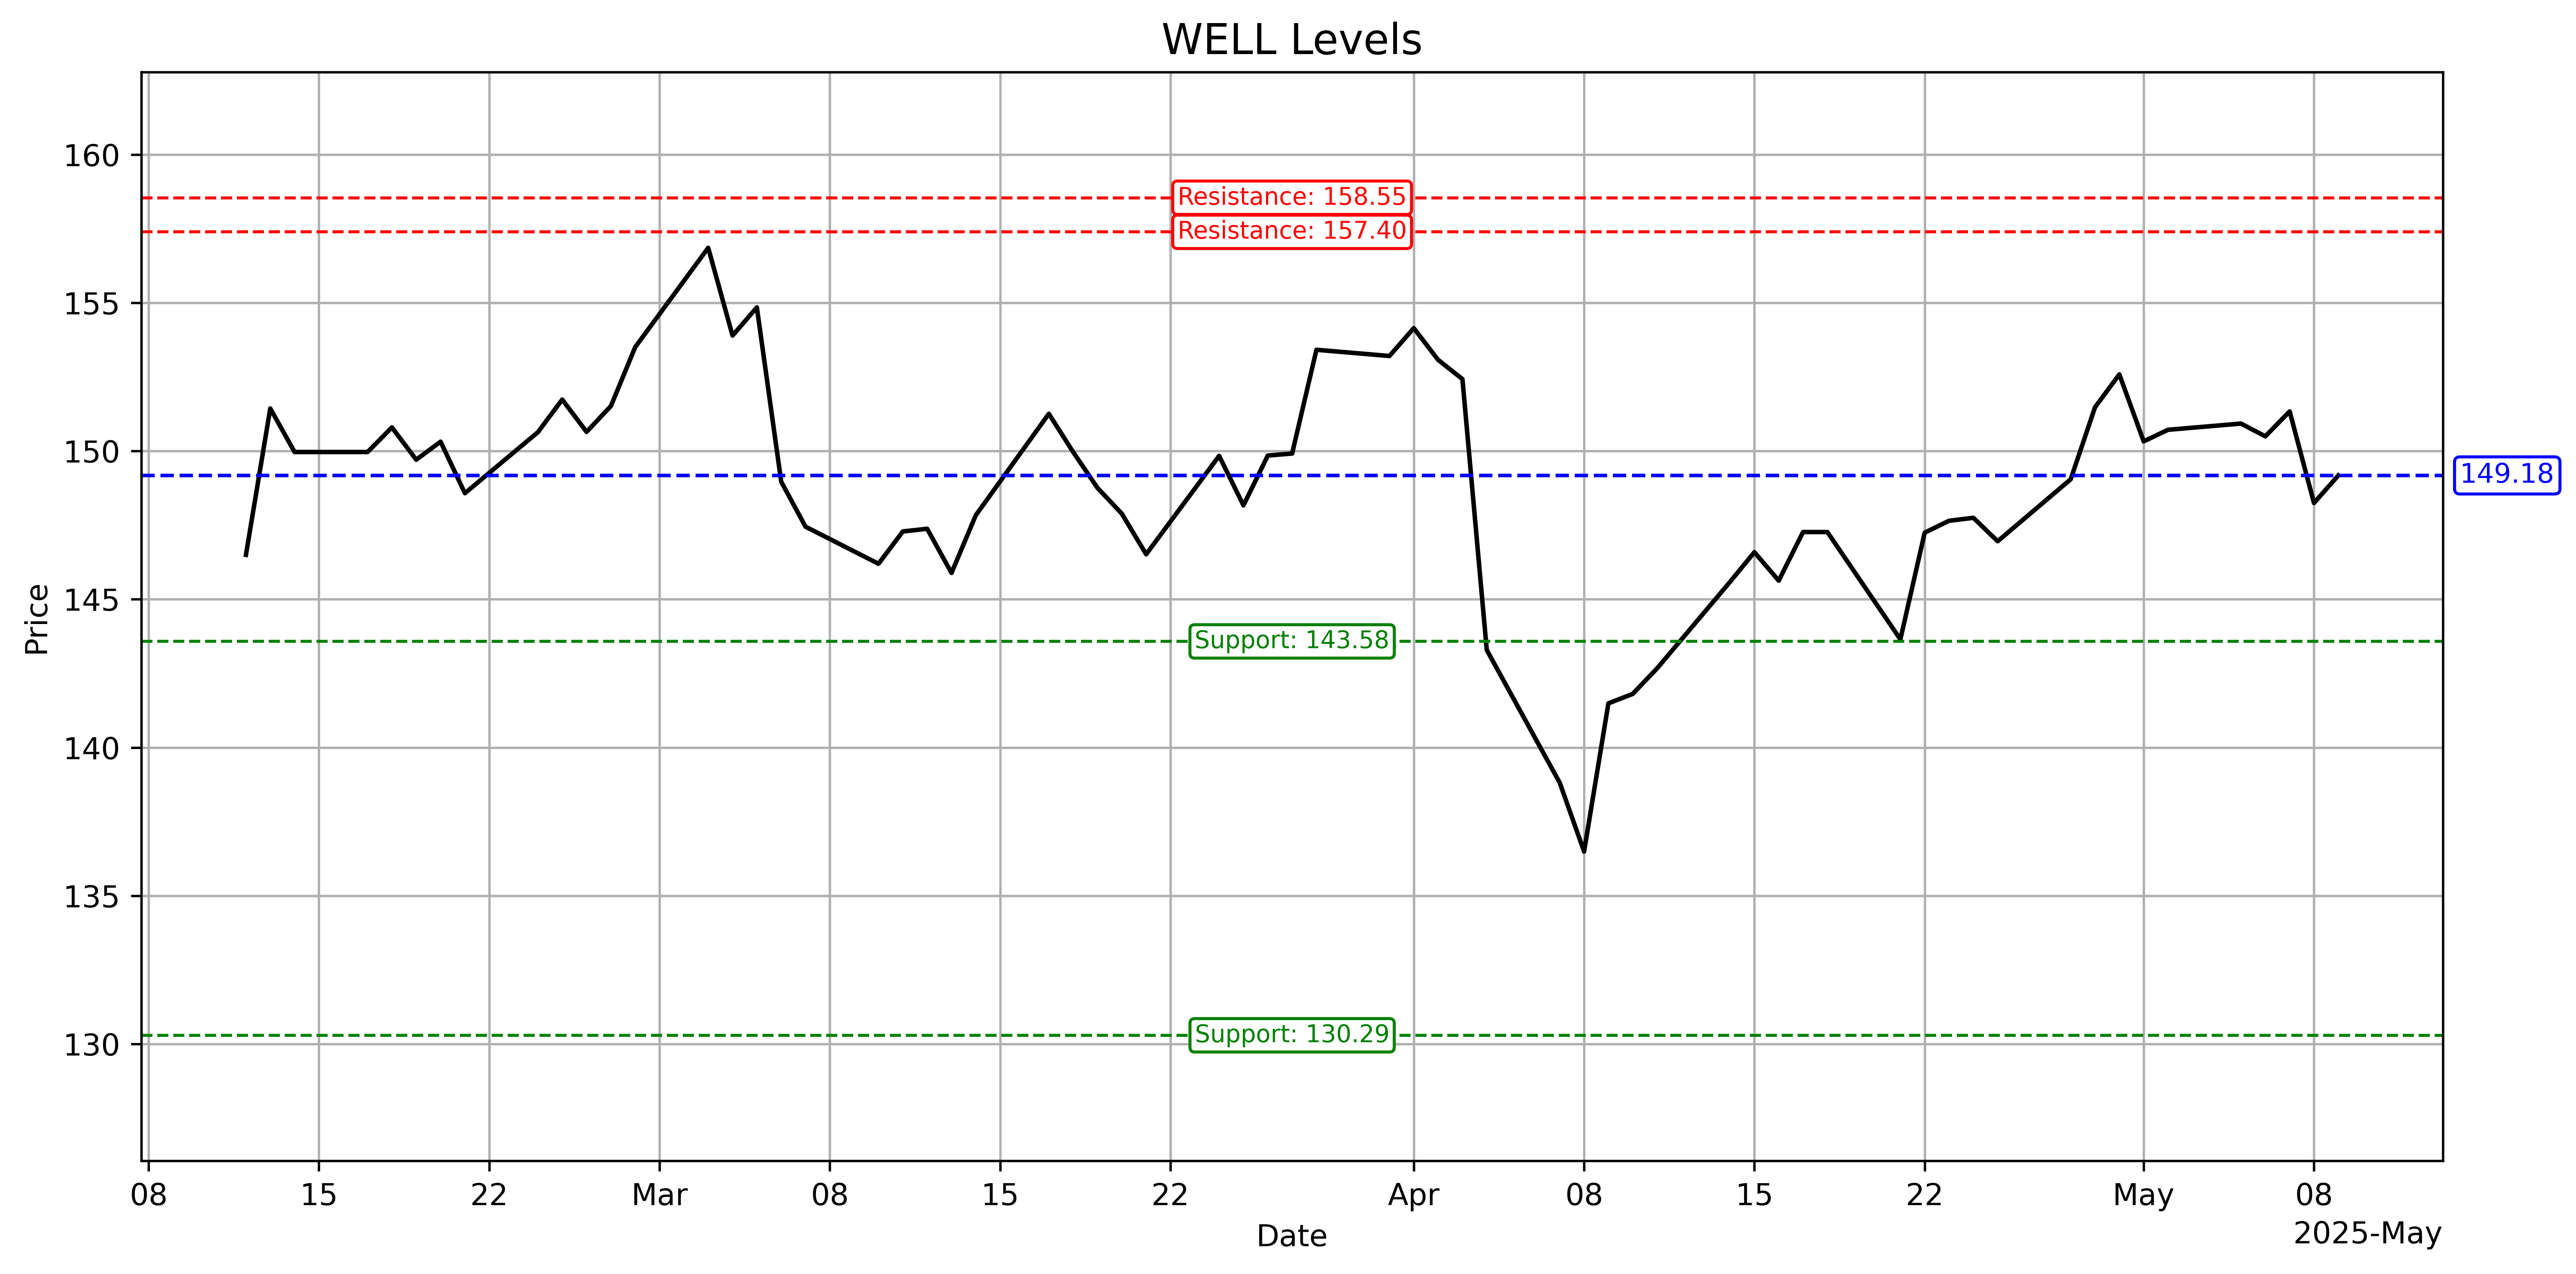 WELL Levels
160
Resistance: 158.55
Resistance: 157.40
155
150
149.18
145
Support: 143.58
140
135
130
Support: 130.29
Price
08 15 22 Mar 08 15 22 Apr 08 15 22 May 08
2025-May
Date